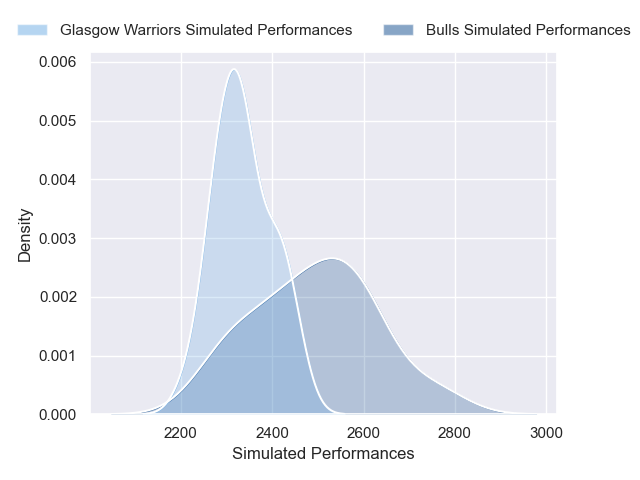 Glasgow Warriors Simulated Performances Bulls Simulated Performances
0.006
0.005
0.004
0.003
0.002
0.001
0.000
Density
2200 2400 2600 2800 3000
Simulated Performances